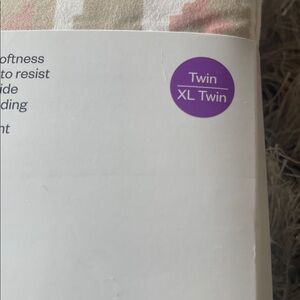 oftness
to resist
ide
ding
nt
Twin
XL Twin